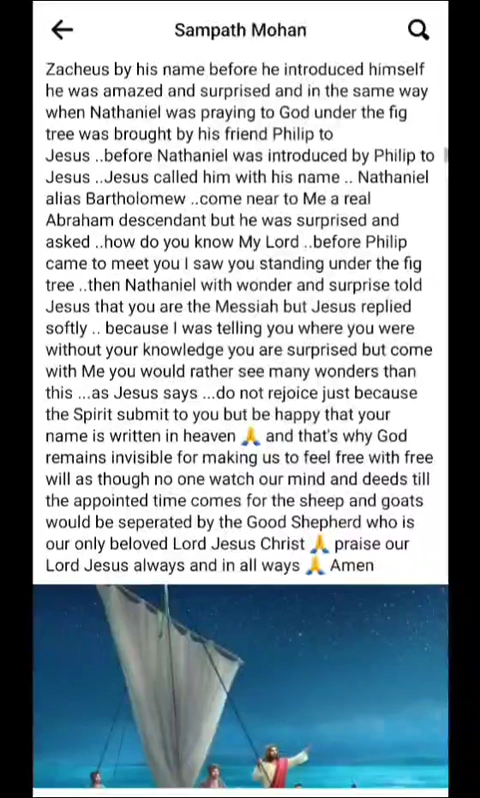 Sampath Mohan
Zacheus by his name before he introduced himself
he was amazed and surprised and in the same way
when Nathaniel was praying to God under the fig
tree was brought by his friend Philip to
Jesus ..before Nathaniel was introduced by Philip to
Jesus ..Jesus called him with his name .. Nathaniel
alias Bartholomew ..come near to Me a real
Abraham descendant but he was surprised and
asked ..how do you know My Lord ..before Philip
came to meet you I saw you standing under the fig
tree ..then Nathaniel with wonder and surprise told
Jesus that you are the Messiah but Jesus replied
softly .. because I was telling you where you were
without your knowledge you are surprised but come
with Me you would rather see many wonders than
this ...as Jesus says ...do not rejoice just because
the Spirit submit to you but be happy that your
name is written in heaven 🙏 and that's why God
remains invisible for making us to feel free with free
will as though no one watch our mind and deeds till
the appointed time comes for the sheep and goats
would be seperated by the Good Shepherd who is
our only beloved Lord Jesus Christ 🙏 praise our
Lord Jesus always and in all ways 🙏 Amen